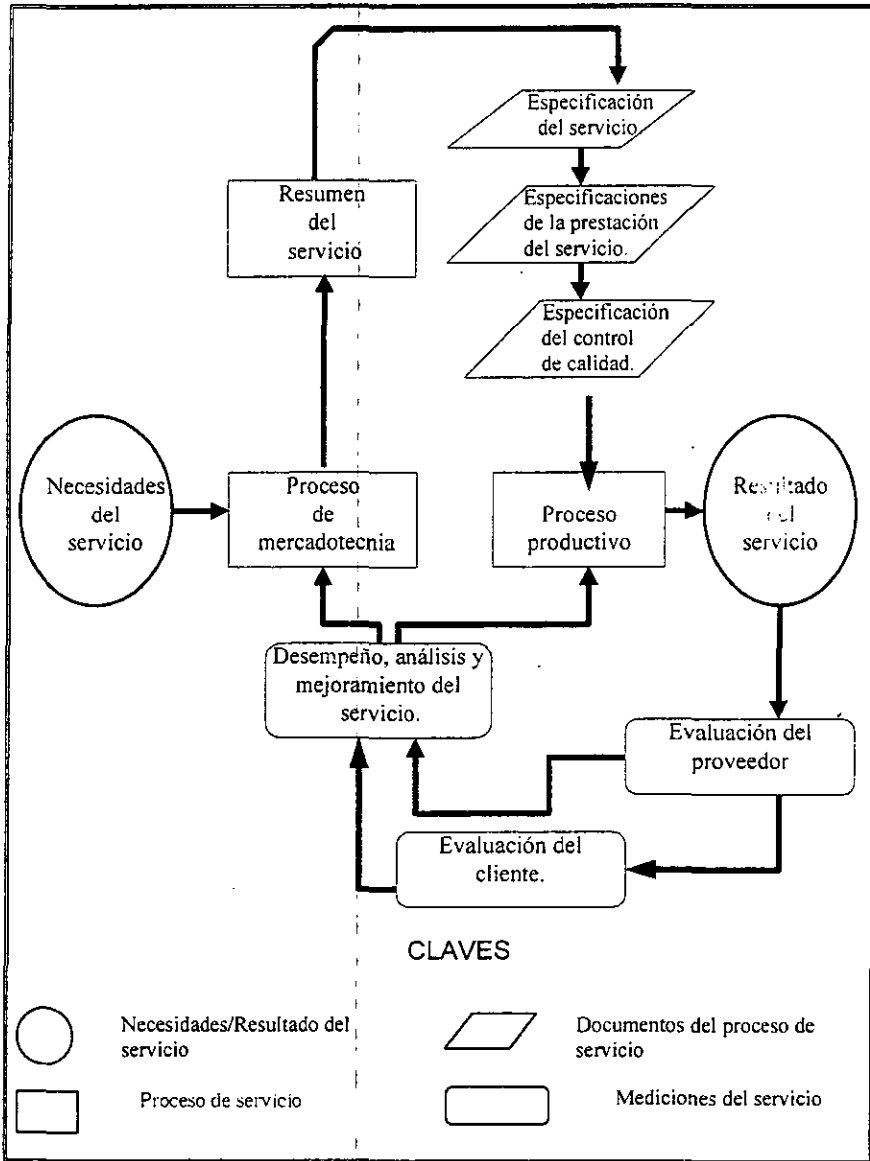 Especificación
del servicio
Especificaciones
de la prestación
del servicio.
Especificación
del control
de calidad.
Resumen
del
servicio
Necesidades
del
servicio
Proceso
de
mercadotecnia
Proceso
productivo
Resultado
del
servicio
Desempeño, análisis y
mejoramiento del
servicio.
Evaluación del
proveedor
Evaluación del
cliente.
CLAVES
Necesidades/Resultado del
servicio
Documentos del proceso de
servicio
Proceso de servicio
Mediciones del servicio